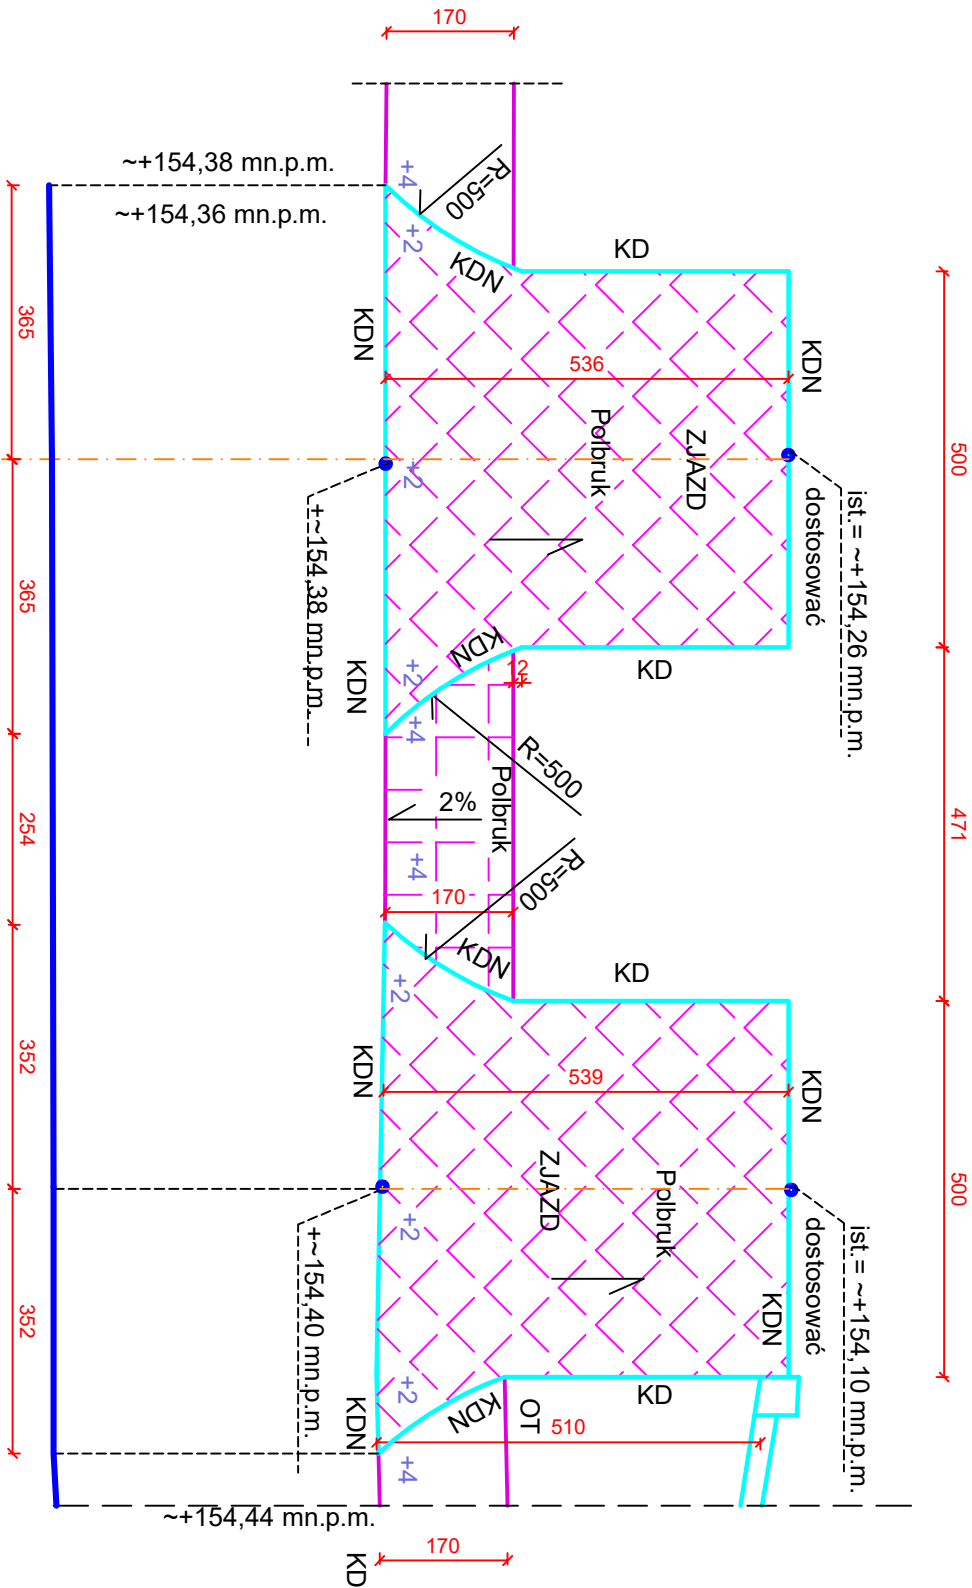 170
~+154,38 mn.p.m.
~+154,36 mn.p.m.
+4
R=500
+2
KDN
KD
KDN
KDN
365
536
500
Polbruk
ZJAZD
+2
ist.= ~+154,26 mn.p.m.
dostosować
+~154,38 mn.p.m.
365
KDN
KDN
+2
12
KD
+4
R=500
Polbruk
2%
254
471
+4
R=500
170
KDN
+2
KD
KDN
KDN
352
539
500
ZJAZD
Polbruk
+2
ist.= ~+154,10 mn.p.m.
dostosować
+~154,40 mn.p.m.
352
KDN
+2
KDN
KDN
KD
OT
510
+4
~+154,44 mn.p.m.
170
KD